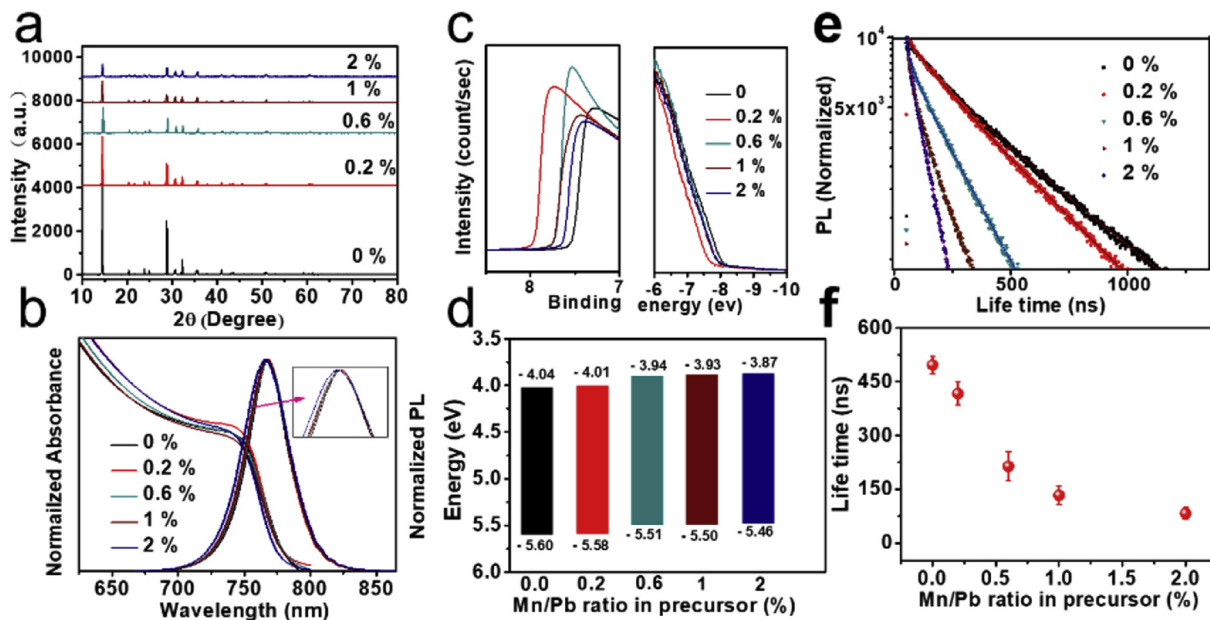 a
Intensity (a.u.)
10000
8000
6000
4000
2000
0
2 %
1 %
0.6 %
0.2 %
0 %
10 20 30 40 50 60 70 80
2θ (Degree)
b
Normalized Absorbance
0 %
0.2 %
0.6 %
1 %
2 %
650 700 750 800 850
Wavelength (nm)
Normalized PL
c
Intensity (count/sec)
0
0.2 %
0.6 %
1 %
2 %
8 7 -6 -7 -8 -9 -10
Binding energy (ev)
d
Energy (eV)
3.5
4.0
4.5
5.0
5.5
6.0
- 4.04 - 4.01 - 3.94 - 3.93 - 3.87
- 5.60 - 5.58 - 5.51 - 5.50 - 5.46
0.0 0.2 0.6 1 2
Mn/Pb ratio in precursor (%)
e
PL (Normalized)
10⁴
5x10³
0 %
0.2 %
0.6 %
1 %
2 %
0 500 1000
Life time (ns)
f
Life time (ns)
600
450
300
150
0
0.0 0.5 1.0 1.5 2.0
Mn/Pb ratio in precursor (%)